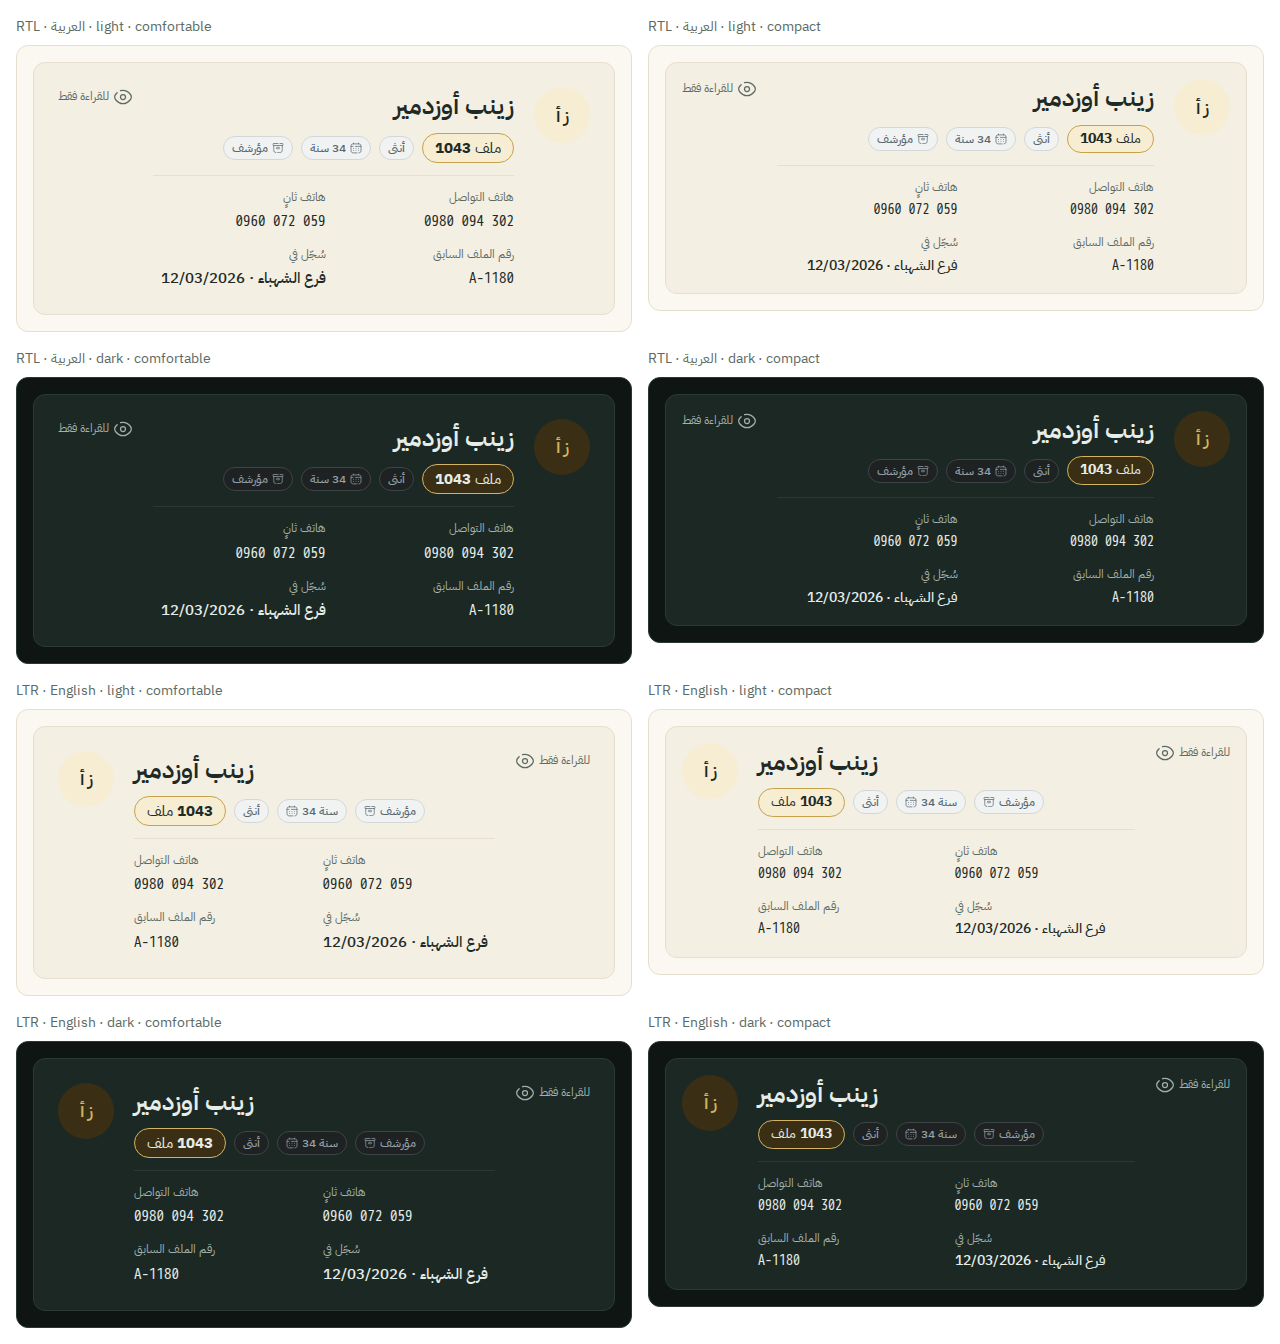 RTL · العربية · light · comfortable
زأ
زينب أوزدمير
للقراءة فقط
ملف 1043
أنثى
34 سنة
مؤرشف
هاتف التواصل
هاتف ثانٍ
0980 094 302
0960 072 059
رقم الملف السابق
سُجّل في
A-1180
فرع الشهباء · 12/03/2026
RTL · العربية · light · compact
زأ
زينب أوزدمير
للقراءة فقط
ملف 1043
أنثى
34 سنة
مؤرشف
هاتف التواصل
هاتف ثانٍ
0980 094 302
0960 072 059
رقم الملف السابق
سُجّل في
A-1180
فرع الشهباء · 12/03/2026
RTL · العربية · dark · comfortable
زأ
زينب أوزدمير
للقراءة فقط
ملف 1043
أنثى
34 سنة
مؤرشف
هاتف التواصل
هاتف ثانٍ
0980 094 302
0960 072 059
رقم الملف السابق
سُجّل في
A-1180
فرع الشهباء · 12/03/2026
RTL · العربية · dark · compact
زأ
زينب أوزدمير
للقراءة فقط
ملف 1043
أنثى
34 سنة
مؤرشف
هاتف التواصل
هاتف ثانٍ
0980 094 302
0960 072 059
رقم الملف السابق
سُجّل في
A-1180
فرع الشهباء · 12/03/2026
LTR · English · light · comfortable
زأ
زينب أوزدمير
للقراءة فقط
ملف 1043
أنثى
34 سنة
مؤرشف
هاتف التواصل
هاتف ثانٍ
0980 094 302
0960 072 059
رقم الملف السابق
سُجّل في
A-1180
فرع الشهباء · 12/03/2026
LTR · English · light · compact
زأ
زينب أوزدمير
للقراءة فقط
ملف 1043
أنثى
34 سنة
مؤرشف
هاتف التواصل
هاتف ثانٍ
0980 094 302
0960 072 059
رقم الملف السابق
سُجّل في
A-1180
فرع الشهباء · 12/03/2026
LTR · English · dark · comfortable
زأ
زينب أوزدمير
للقراءة فقط
ملف 1043
أنثى
34 سنة
مؤرشف
هاتف التواصل
هاتف ثانٍ
0980 094 302
0960 072 059
رقم الملف السابق
سُجّل في
A-1180
فرع الشهباء · 12/03/2026
LTR · English · dark · compact
زأ
زينب أوزدمير
للقراءة فقط
ملف 1043
أنثى
34 سنة
مؤرشف
هاتف التواصل
هاتف ثانٍ
0980 094 302
0960 072 059
رقم الملف السابق
سُجّل في
A-1180
فرع الشهباء · 12/03/2026